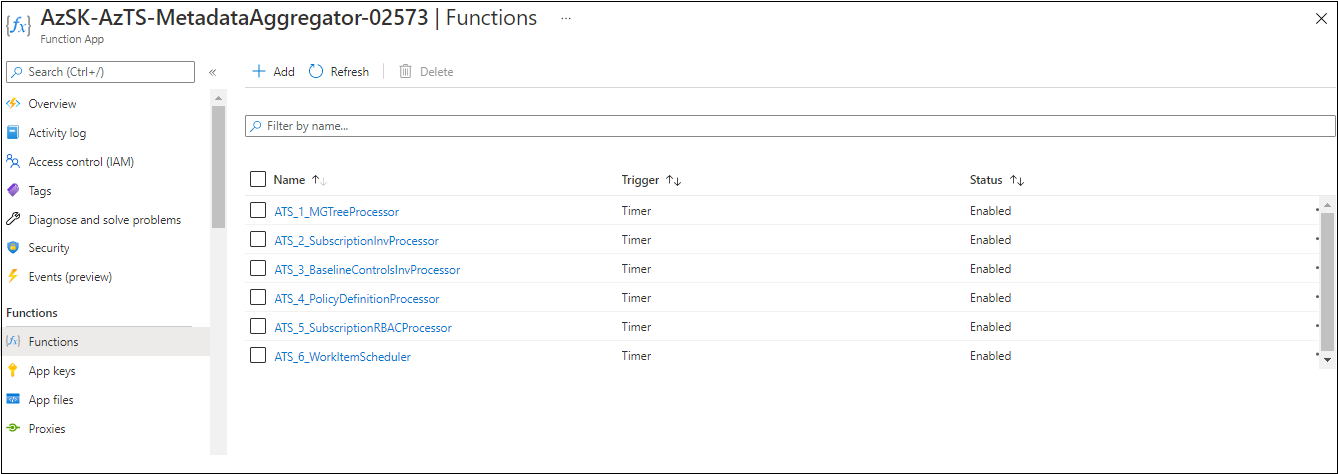 AzSK-AzTS-MetadataAggregator-02573 | Functions ...
Function App
Search (Ctrl+/)
«
Overview
Activity log
Access control (IAM)
Tags
Diagnose and solve problems
Security
Events (preview)
Functions
Functions
App keys
App files
Proxies
Add Refresh Delete
Filter by name...
Name Trigger Status
ATS_1_MGTreeProcessor Timer Enabled
ATS_2_SubscriptionInvProcessor Timer Enabled
ATS_3_BaselineControlsInvProcessor Timer Enabled
ATS_4_PolicyDefinitionProcessor Timer Enabled
ATS_5_SubscriptionRBACProcessor Timer Enabled
ATS_6_WorkItemScheduler Timer Enabled